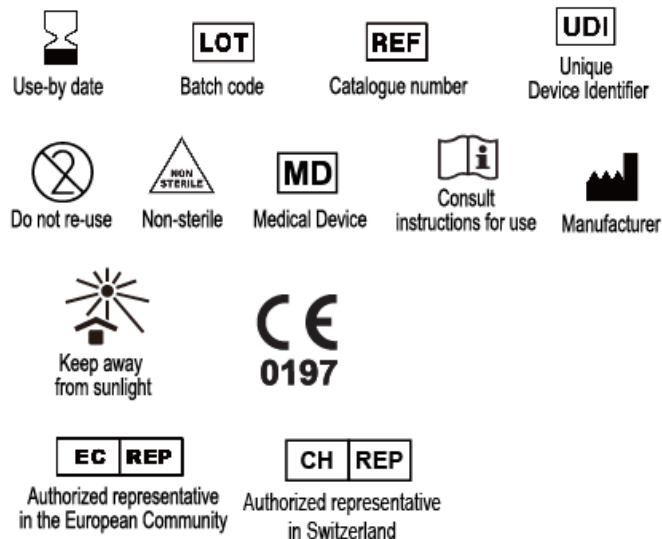 LOT
REF
UDI
Use-by date
Batch code
Catalogue number
Unique
Device Identifier
2
NON
STERILE
MD
i
Do not re-use
Non-sterile
Medical Device
Consult
instructions for use
Manufacturer
Keep away
from sunlight
CE
0197
EC REP
CH REP
Authorized representative
in the European Community
Authorized representative
in Switzerland